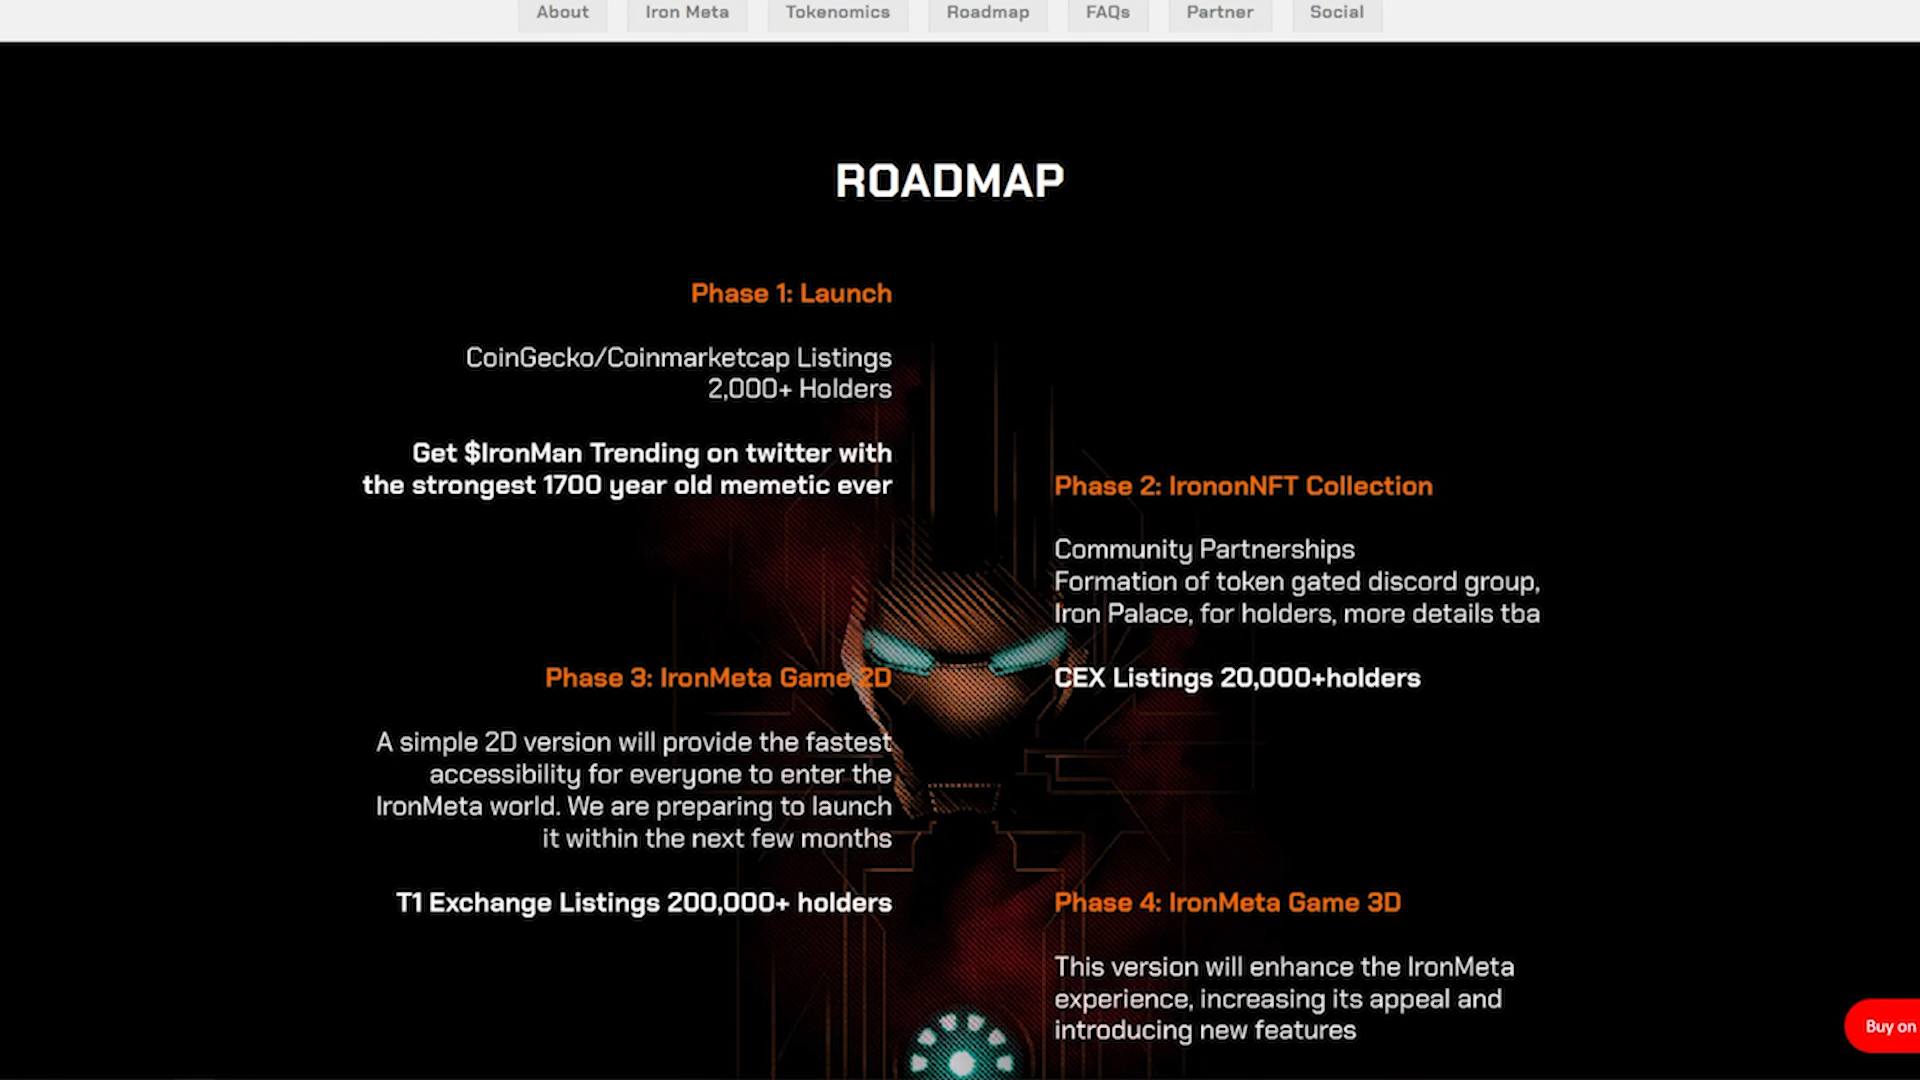 About Iron Meta Tokenomics Roadmap FAQs Partner Social
ROADMAP
Phase 1: Launch
CoinGecko/Coinmarketcap Listings
2,000+ Holders
Get $IronMan Trending on twitter with
the strongest 1700 year old memetic ever
Phase 2: IrononNFT Collection
Community Partnerships
Formation of token gated discord group,
Iron Palace, for holders, more details tba
CEX Listings 20,000+holders
Phase 3: IronMeta Game 2D
A simple 2D version will provide the fastest
accessibility for everyone to enter the
IronMeta world. We are preparing to launch
it within the next few months
T1 Exchange Listings 200,000+ holders
Phase 4: IronMeta Game 3D
This version will enhance the IronMeta
experience, increasing its appeal and
introducing new features
Buy on